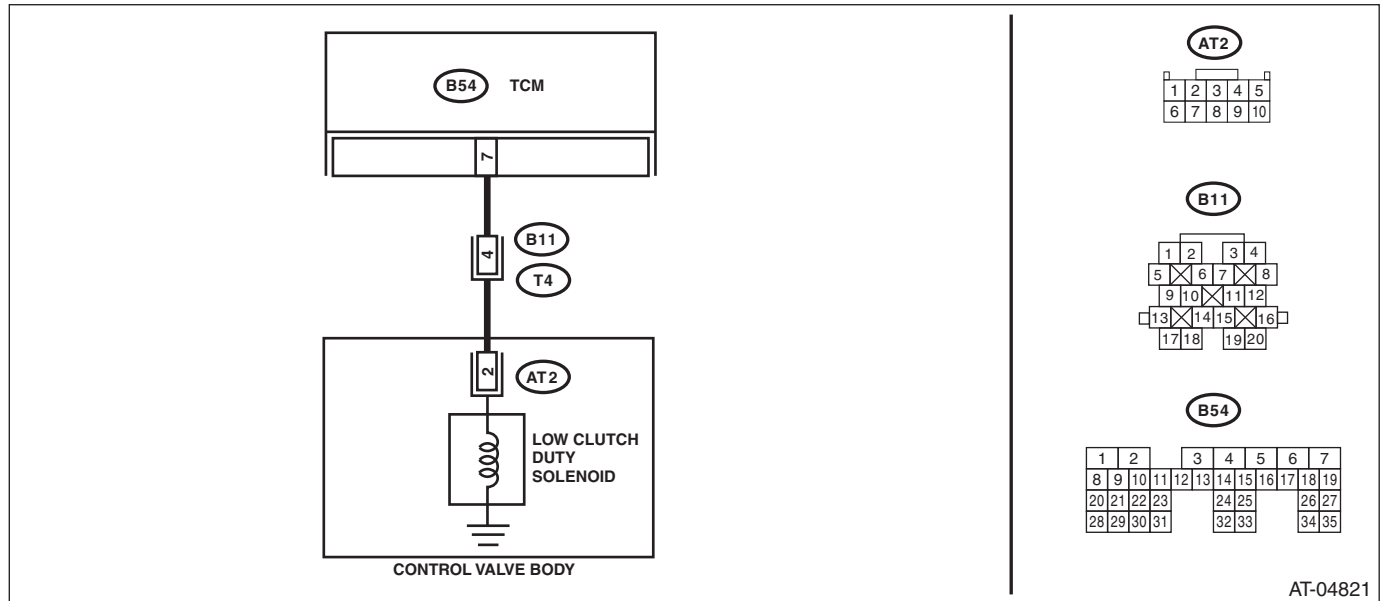 B54 TCM
7
4
B11
T4
2
AT2
LOW CLUTCH
DUTY
SOLENOID
CONTROL VALVE BODY
AT2
1 2 3 4 5
6 7 8 9 10
B11
1 2 3 4
5 6 7 8
9 10 11 12
13 14 15 16
17 18 19 20
B54
1 2 3 4 5 6 7
8 9 10 11 12 13 14 15 16 17 18 19
20 21 22 23 24 25 26 27
28 29 30 31 32 33 34 35
AT-04821